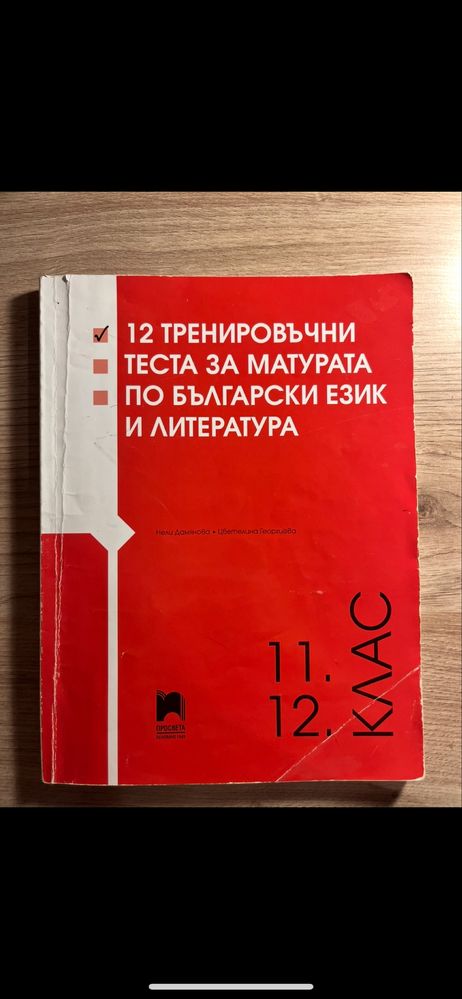 12 ТРЕНИРОВЪЧНИ
ТЕСТА ЗА МАТУРАТА
ПО БЪЛГАРСКИ ЕЗИК
И ЛИТЕРАТУРА
Нели Дамянова • Цветелина Георгиева
11.
12.
КЛАС
ПРОСВЕТА